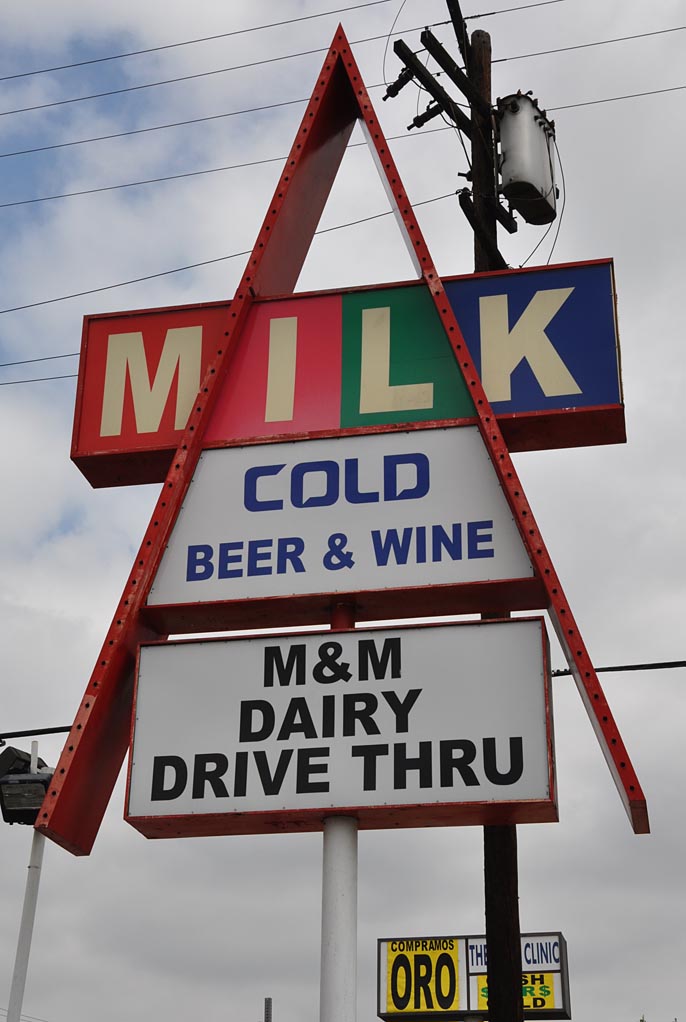 MILK
COLD
BEER & WINE
M&M
DAIRY
DRIVE THRU
COMPRAMOS
ORO
CLINIC